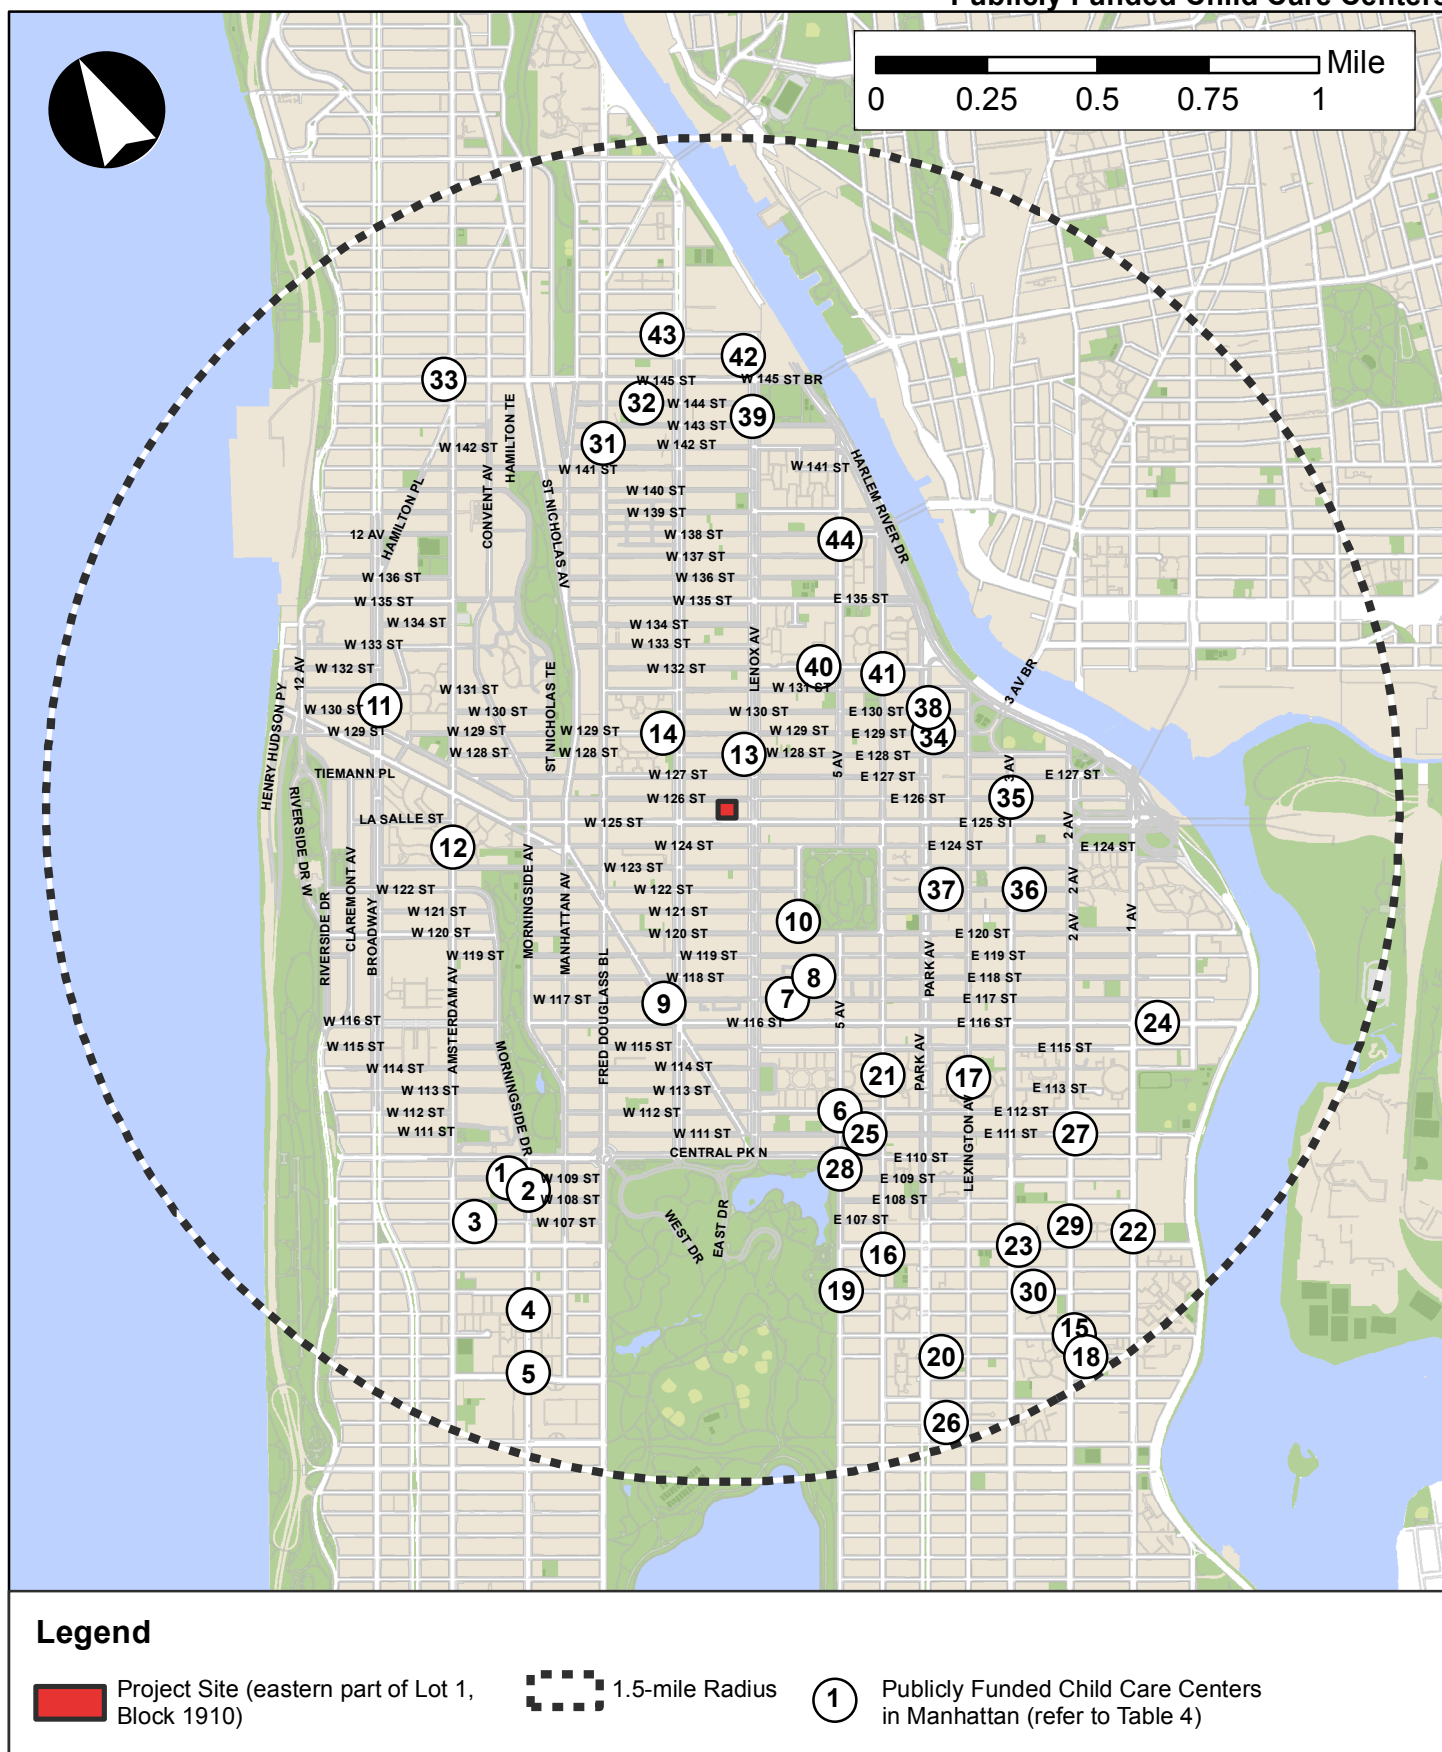 Publicly Funded Child Care Centers
Mile
0 0.25 0.5 0.75 1
43
42
33
W 145 ST
W 145 ST BR
32
W 144 ST
39
HAMILTON TE
W 143 ST
31
W 142 ST
W 142 ST
W 141 ST
W 141 ST
HARLEM RIVER DR
CONVENT AV
HAMILTON PL
ST NICHOLAS AV
W 140 ST
W 139 ST
12 AV
W 138 ST
44
W 137 ST
W 136 ST
W 136 ST
W 135 ST
W 135 ST
E 135 ST
W 134 ST
W 134 ST
W 133 ST
W 133 ST
LENOX AV
W 132 ST
W 132 ST
40
41
12 AV
3 AV BR
W 131 ST
W 131 ST
11
W 130 ST
W 130 ST
W 130 ST
E 130 ST
38
HENRY HUDSON PY
ST NICHOLAS TE
W 129 ST
W 129 ST
W 129 ST
14
W 129 ST
E 129 ST
34
W 128 ST
W 128 ST
13
W 128 ST
E 128 ST
5 AV
3 AV
TIEMANN PL
W 127 ST
E 127 ST
E 127 ST
W 126 ST
E 126 ST
35
RIVERSIDE DR W
LA SALLE ST
W 125 ST
E 125 ST
2 AV
12
W 124 ST
E 124 ST
E 124 ST
W 123 ST
W 122 ST
W 122 ST
37
36
2 AV
CLAREMONT AV
MORNINGSIDE AV
MANHATTAN AV
W 121 ST
W 121 ST
10
1 AV
RIVERSIDE DR
BROADWAY
W 120 ST
W 120 ST
E 120 ST
2 AV
W 119 ST
W 119 ST
E 119 ST
PARK AV
W 118 ST
8
E 118 ST
W 117 ST
9
7
E 117 ST
5 AV
W 116 ST
W 116 ST
E 116 ST
24
AMSTERDAM AV
FRED DOUGLASS BL
W 115 ST
W 115 ST
E 115 ST
W 114 ST
W 114 ST
21
PARK AV
17
W 113 ST
W 113 ST
E 113 ST
MORNINGSIDE DR
W 112 ST
W 112 ST
6
E 112 ST
W 111 ST
W 111 ST
25
E 111 ST
27
LEXINGTON AV
CENTRAL PK N
E 110 ST
28
1
W 109 ST
E 109 ST
2
W 108 ST
E 108 ST
3
W 107 ST
E 107 ST
WEST DR
EAST DR
29
22
23
16
19
30
4
15
18
20
5
26
Legend
Project Site (eastern part of Lot 1,
Block 1910)
1.5-mile Radius
1
Publicly Funded Child Care Centers
in Manhattan (refer to Table 4)